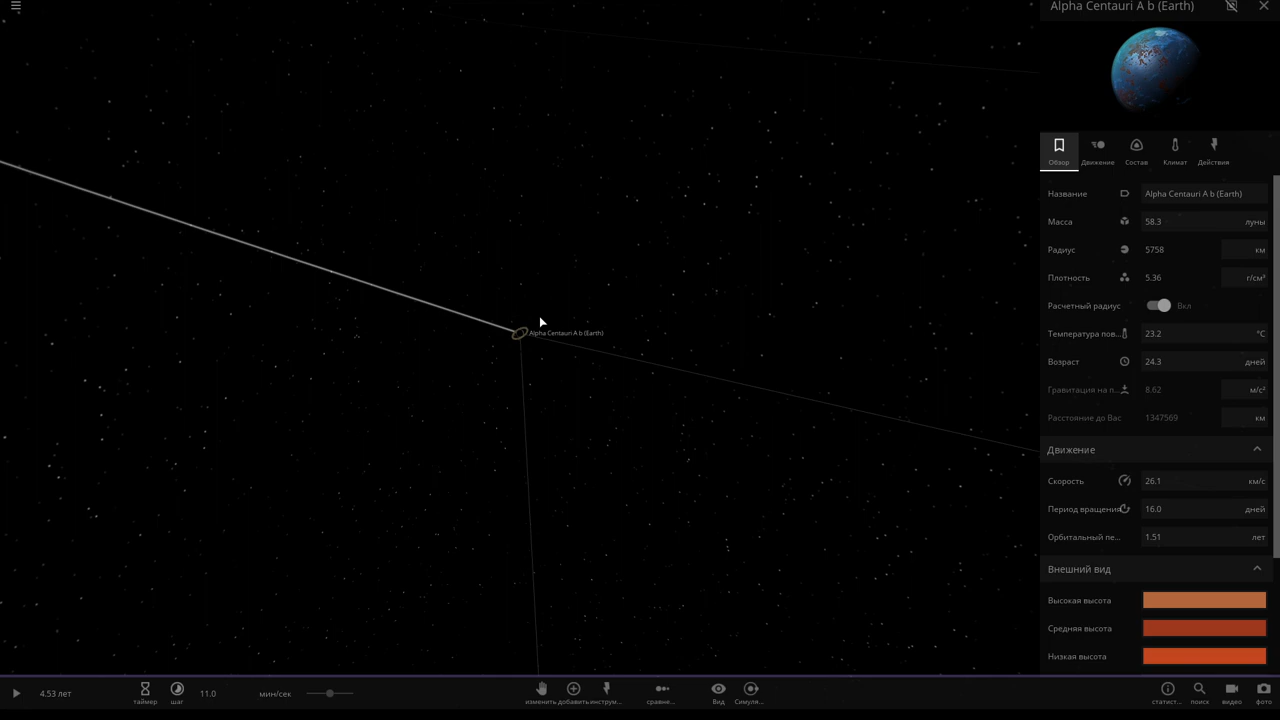 Alpha Centauri A b (Earth)
Обзор
Движение
Состав
Климат
Действия
Название
Alpha Centauri A b (Earth)
Масса
58.3
луны
Радиус
5758
км
Плотность
5.36
г/см³
Расчетный радиус
Вкл
Температура пов...
23.2
°C
Возраст
24.3
дней
Гравитация на п...
8.62
м/с²
Расстояние до Вас
1347569
км
Движение
Скорость
26.1
км/с
Период вращения
16.0
дней
Орбитальный пе...
1.51
лет
Внешний вид
Высокая высота
Средняя высота
Низкая высота
Alpha Centauri A b (Earth)
4.53 лет
таймер
шаг
11.0
мин/сек
изменить
добавить
инструм...
сравне...
Вид
Симуля...
статист...
поиск
видео
фото